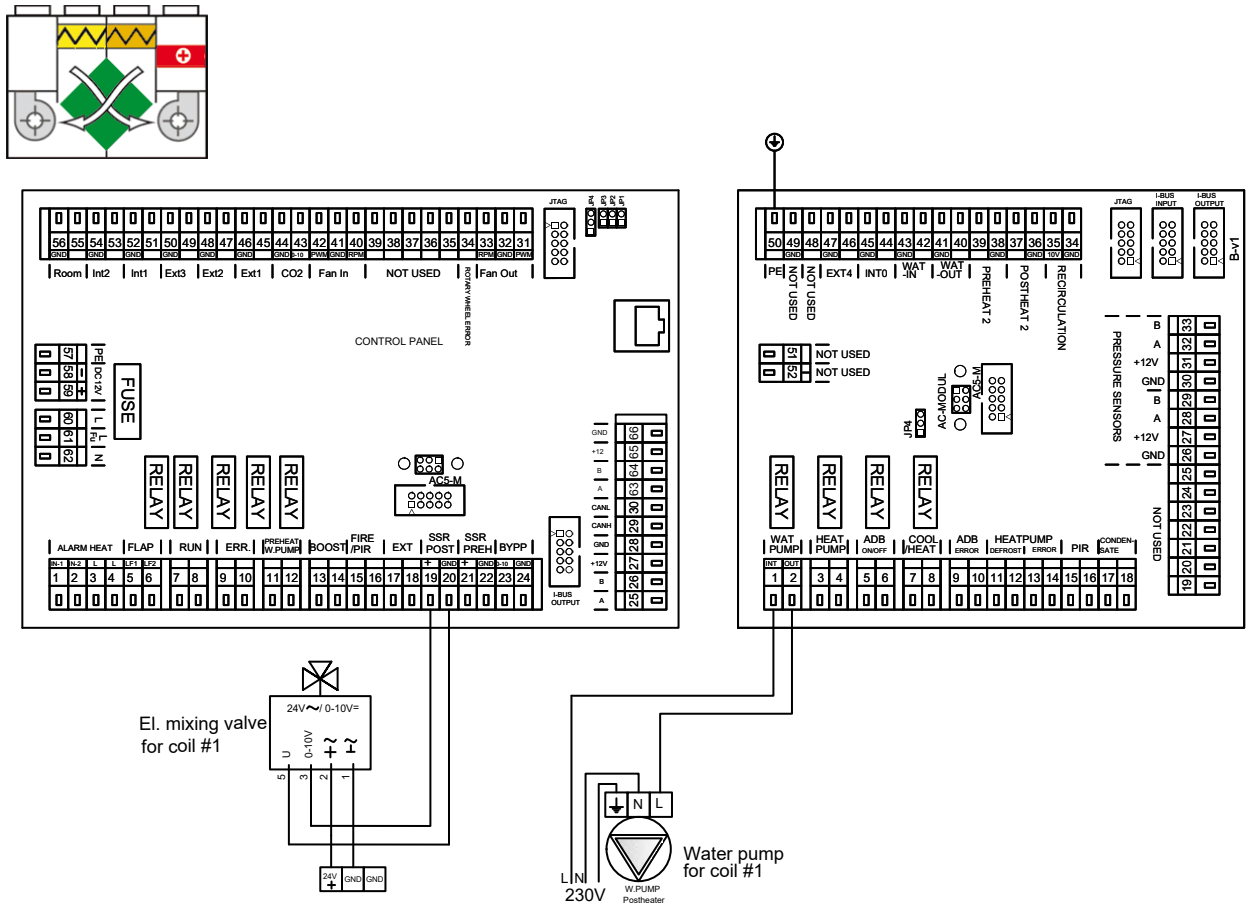 JTAG
JP4
JP3
JP2
JP1
56 55 54 53 52 51 50 49 48 47 46 45 44 43 42 41 40 39 38 37 36 35 34 33 32 31
GND GND GND GND GND GND GND 0-10 PWM GND RPM RPM GND PWM
Room Int2 Int1 Ext3 Ext2 Ext1 CO2 Fan In NOT USED ROTARY WHEEL ERROR Fan Out
CONTROL PANEL
57 PE
58 - DC12V
59 +
60 L
61 L Fu
62 N
FUSE
RELAY RELAY RELAY RELAY RELAY
AC5-M
GND 66
+12 65
B 64
A 63
CANL 30
CANH 29
GND 28
+12V 27
B 26
A 25
I-BUS
OUTPUT
ALARM HEAT FLAP RUN ERR. PREHEAT
W.PUMP BOOST FIRE
/PIR EXT SSR
POST SSR
PREH BYPP
IN-1 IN-2 L L LF1 LF2 + GND + GND 0-10 GND
1 2 3 4 5 6 7 8 9 10 11 12 13 14 15 16 17 18 19 20 21 22 23 24
El. mixing valve
for coil #1
24V~/ 0-10V=
U 0-10V
5 3 2 1
24V
+ GND GND
50 49 48 47 46 45 44 43 42 41 40 39 38 37 36 35 34
GND GND GND GND GND GND GND 10V GND
PE NOT USED NOT USED EXT4 INT0 WAT
-IN WAT
-OUT PREHEAT 2 POSTHEAT 2 RECIRCULATION
JTAG
I-BUS
INPUT
I-BUS
OUTPUT
B-v1
51 NOT USED
52 NOT USED
JP4
AC-MODUL
AC5-M
PRESSURE SENSORS
B 33
A 32
+12V 31
GND 30
B 29
A 28
+12V 27
GND 26
25
24
23
22
21
20
19
NOT USED
RELAY RELAY RELAY RELAY
WAT
PUMP
HEAT
PUMP
ADB
ON/OFF
COOL
/HEAT
ADB
ERROR
HEATPUMP
DEFROST ERROR
PIR
CONDEN-
SATE
INT OUT
1 2 3 4 5 6 7 8 9 10 11 12 13 14 15 16 17 18
N L
Water pump
for coil #1
L N
230V
W.PUMP
Postheater